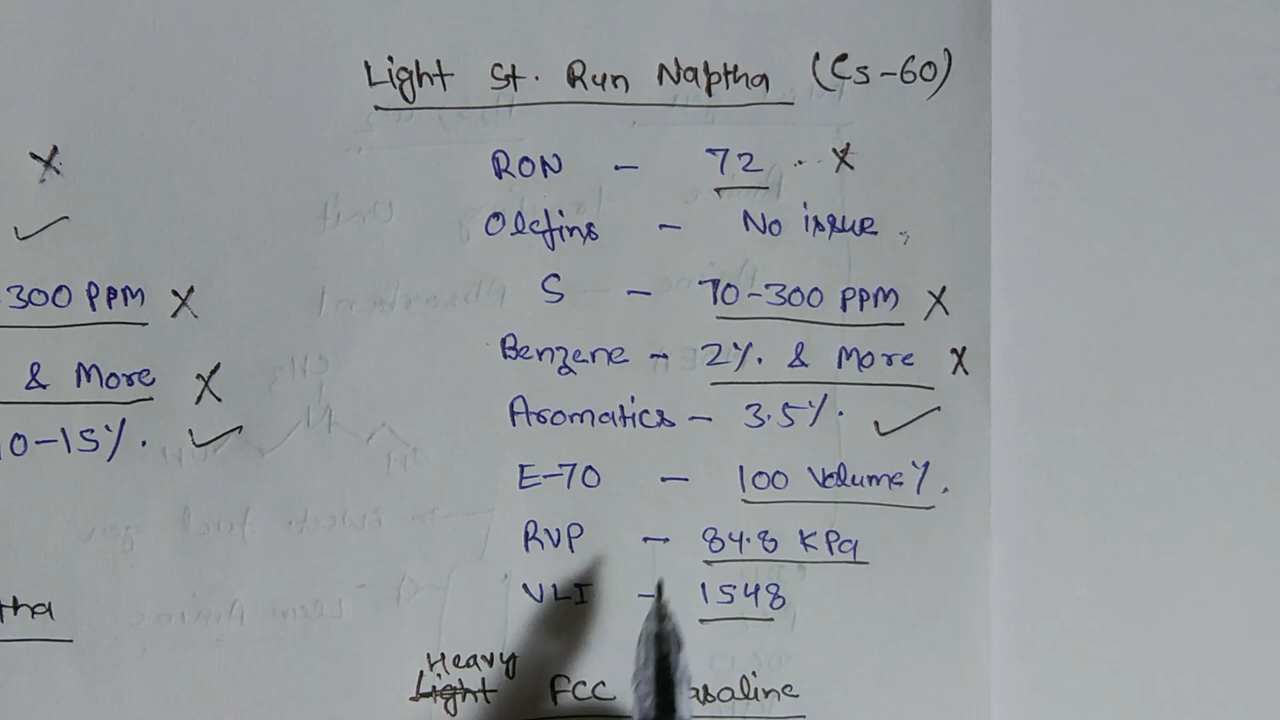 Light St. Run Naptha (C5-60)
RON - 72 X
Olefins - No issue
S - 70-300 PPM X
Benzene - 2%. & More X
Aromatics - 3.5%. ✓
E-70 - 100 Volume%.
RVP - 84.8 KPa
VLI - 1548
Heavy
Light FCC asoline
X
✓
300 PPM X
& More X
0-15%. ✓
tha